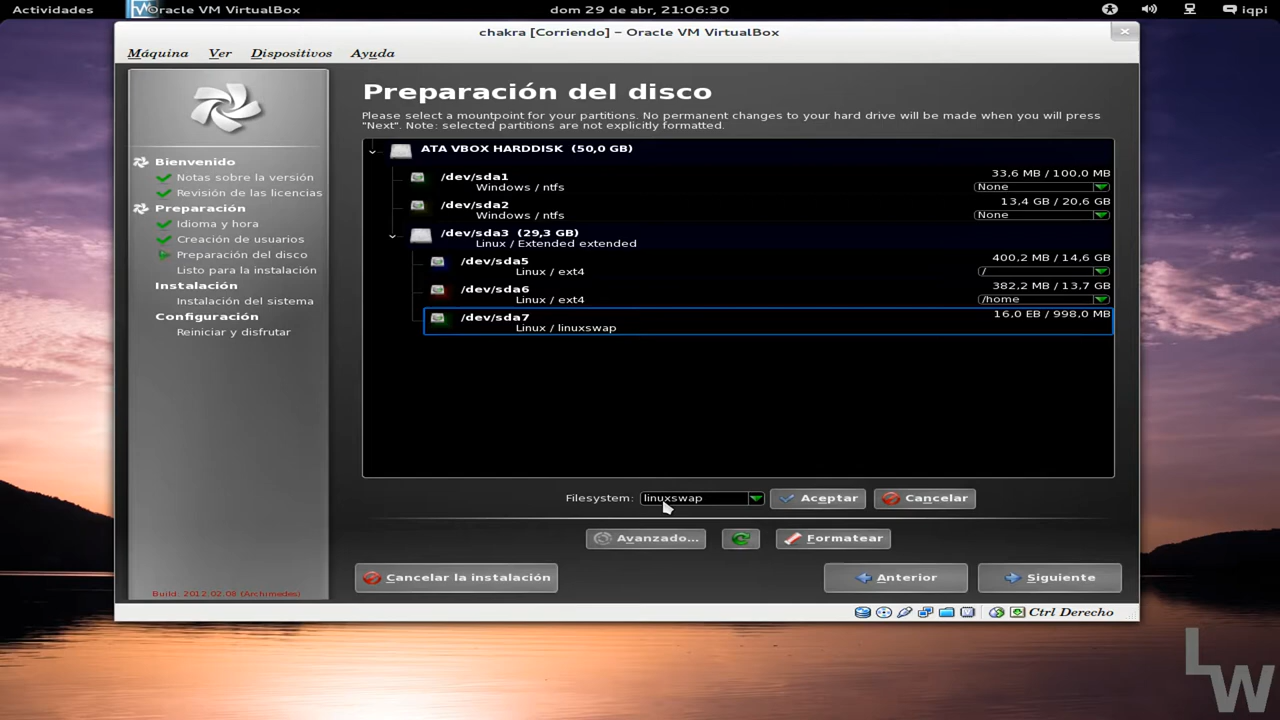 Actividades
Oracle VM VirtualBox
dom 29 de abr, 21:06:30
iqpi
chakra [Corriendo] – Oracle VM VirtualBox
Máquina Ver Dispositivos Ayuda
Bienvenido
Notas sobre la versión
Revisión de las licencias
Preparación
Idioma y hora
Creación de usuarios
Preparación del disco
Listo para la instalación
Instalación
Instalación del sistema
Configuración
Reiniciar y disfrutar
Build: 2012.02.08 (Archimedes)
Preparación del disco
Please select a mountpoint for your partitions. No permanent changes to your hard drive will be made when you will press
"Next". Note: selected partitions are not explicitly formatted.
ATA VBOX HARDDISK (50,0 GB)
/dev/sda1
33,6 MB / 100,0 MB
Windows / ntfs
None
/dev/sda2
13,4 GB / 20,6 GB
Windows / ntfs
None
/dev/sda3 (29,3 GB)
Linux / Extended extended
/dev/sda5
400,2 MB / 14,6 GB
Linux / ext4
/
/dev/sda6
382,2 MB / 13,7 GB
Linux / ext4
/home
/dev/sda7
16,0 EB / 998,0 MB
Linux / linuxswap
Filesystem: linuxswap Aceptar Cancelar
Avanzado... Formatear
Cancelar la instalación Anterior Siguiente
Ctrl Derecho
LW